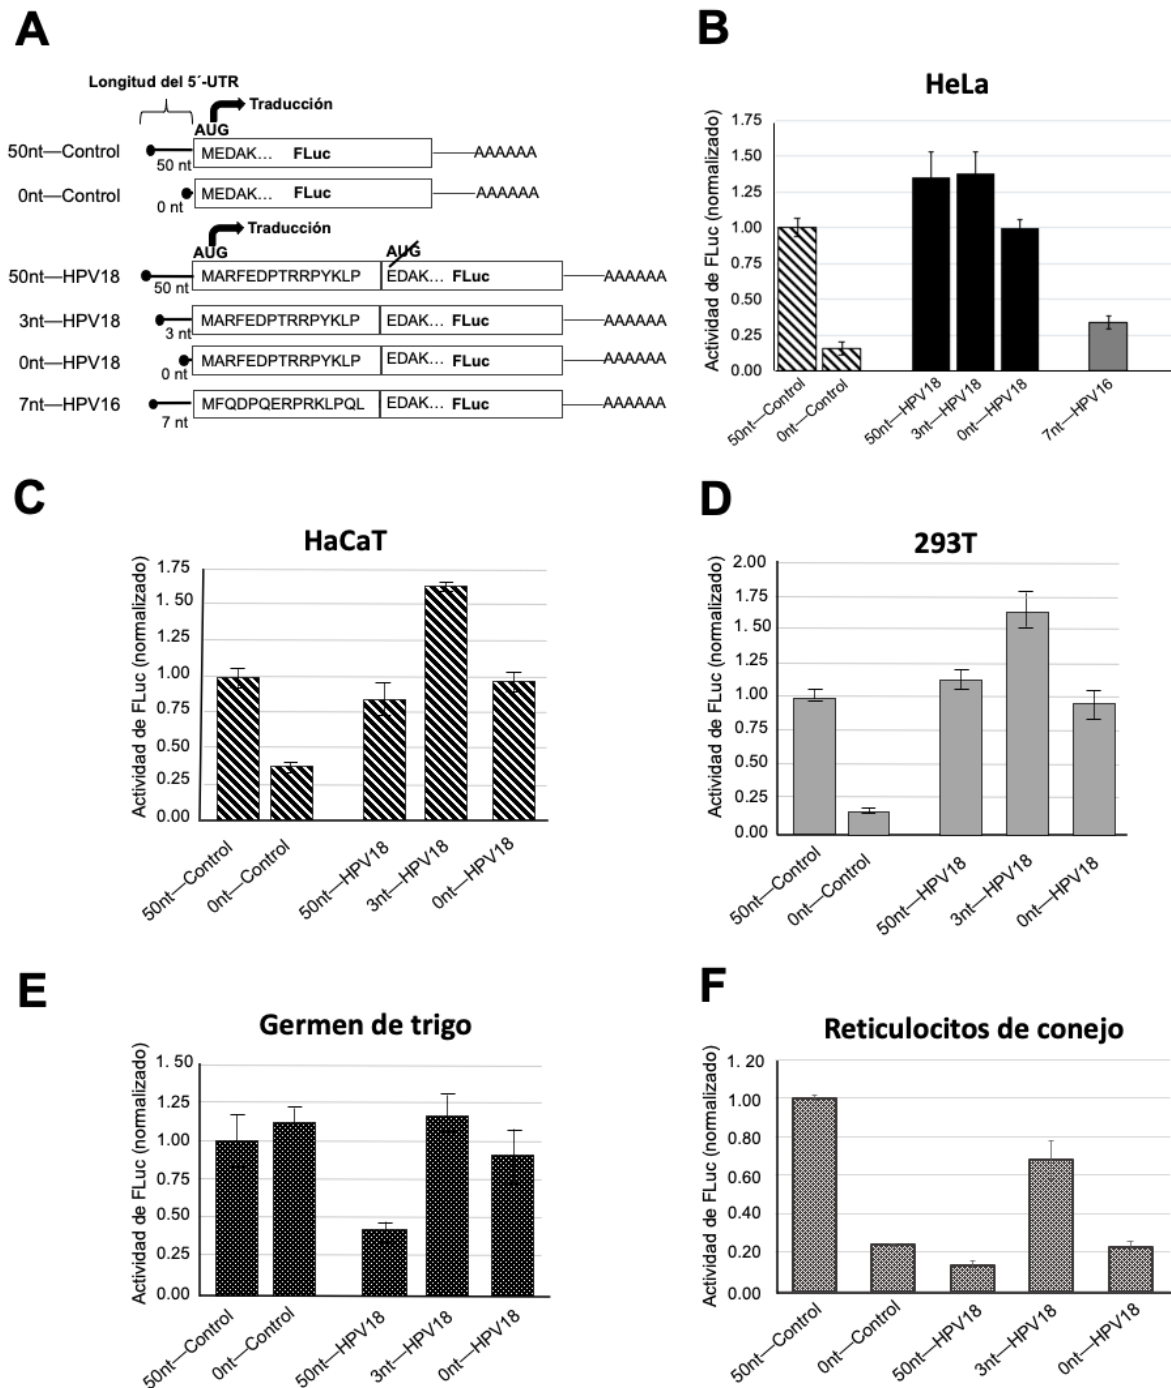 A
Longitud del 5´-UTR
Traducción
AUG
50nt—Control
50 nt
MEDAK... FLuc
AAAAAA
0nt—Control
0 nt
MEDAK... FLuc
AAAAAA
Traducción
AUG
AUG
50nt—HPV18
50 nt
MARFEDPTRRPYKLP
EDAK... FLuc
AAAAAA
3nt—HPV18
3 nt
MARFEDPTRRPYKLP
EDAK... FLuc
AAAAAA
0nt—HPV18
0 nt
MARFEDPTRRPYKLP
EDAK... FLuc
AAAAAA
7nt—HPV16
7 nt
MFQDPQERPRKLPQL
EDAK... FLuc
AAAAAA
B
HeLa
Actividad de FLuc (normalizado)
1.75
1.50
1.25
1.00
0.75
0.50
0.25
0.00
50nt—Control
0nt—Control
50nt—HPV18
3nt—HPV18
0nt—HPV18
7nt—HPV16
C
HaCaT
Actividad de FLuc (normalizado)
1.75
1. 50
1.25
1.00
0.75
0.50
0.25
0.00
50nt—Control
0nt—Control
50nt—HPV18
3nt—HPV18
0nt—HPV18
D
293T
Actividad de FLuc (normalizado)
2.00
1.75
1. 50
1.25
1.00
0.75
0.50
0.25
0.00
50nt—Control
0nt—Control
50nt—HPV18
3nt—HPV18
0nt—HPV18
E
Germen de trigo
Actividad de FLuc (normalizado)
1. 50
1.25
1.00
0.75
0.50
0.25
0.00
50nt—Control
0nt—Control
50nt—HPV18
3nt—HPV18
0nt—HPV18
F
Reticulocitos de conejo
Actividad de FLuc (normalizado)
1. 20
1.00
0.80
0.60
0.40
0.20
0.00
50nt—Control
0nt—Control
50nt—HPV18
3nt—HPV18
0nt—HPV18